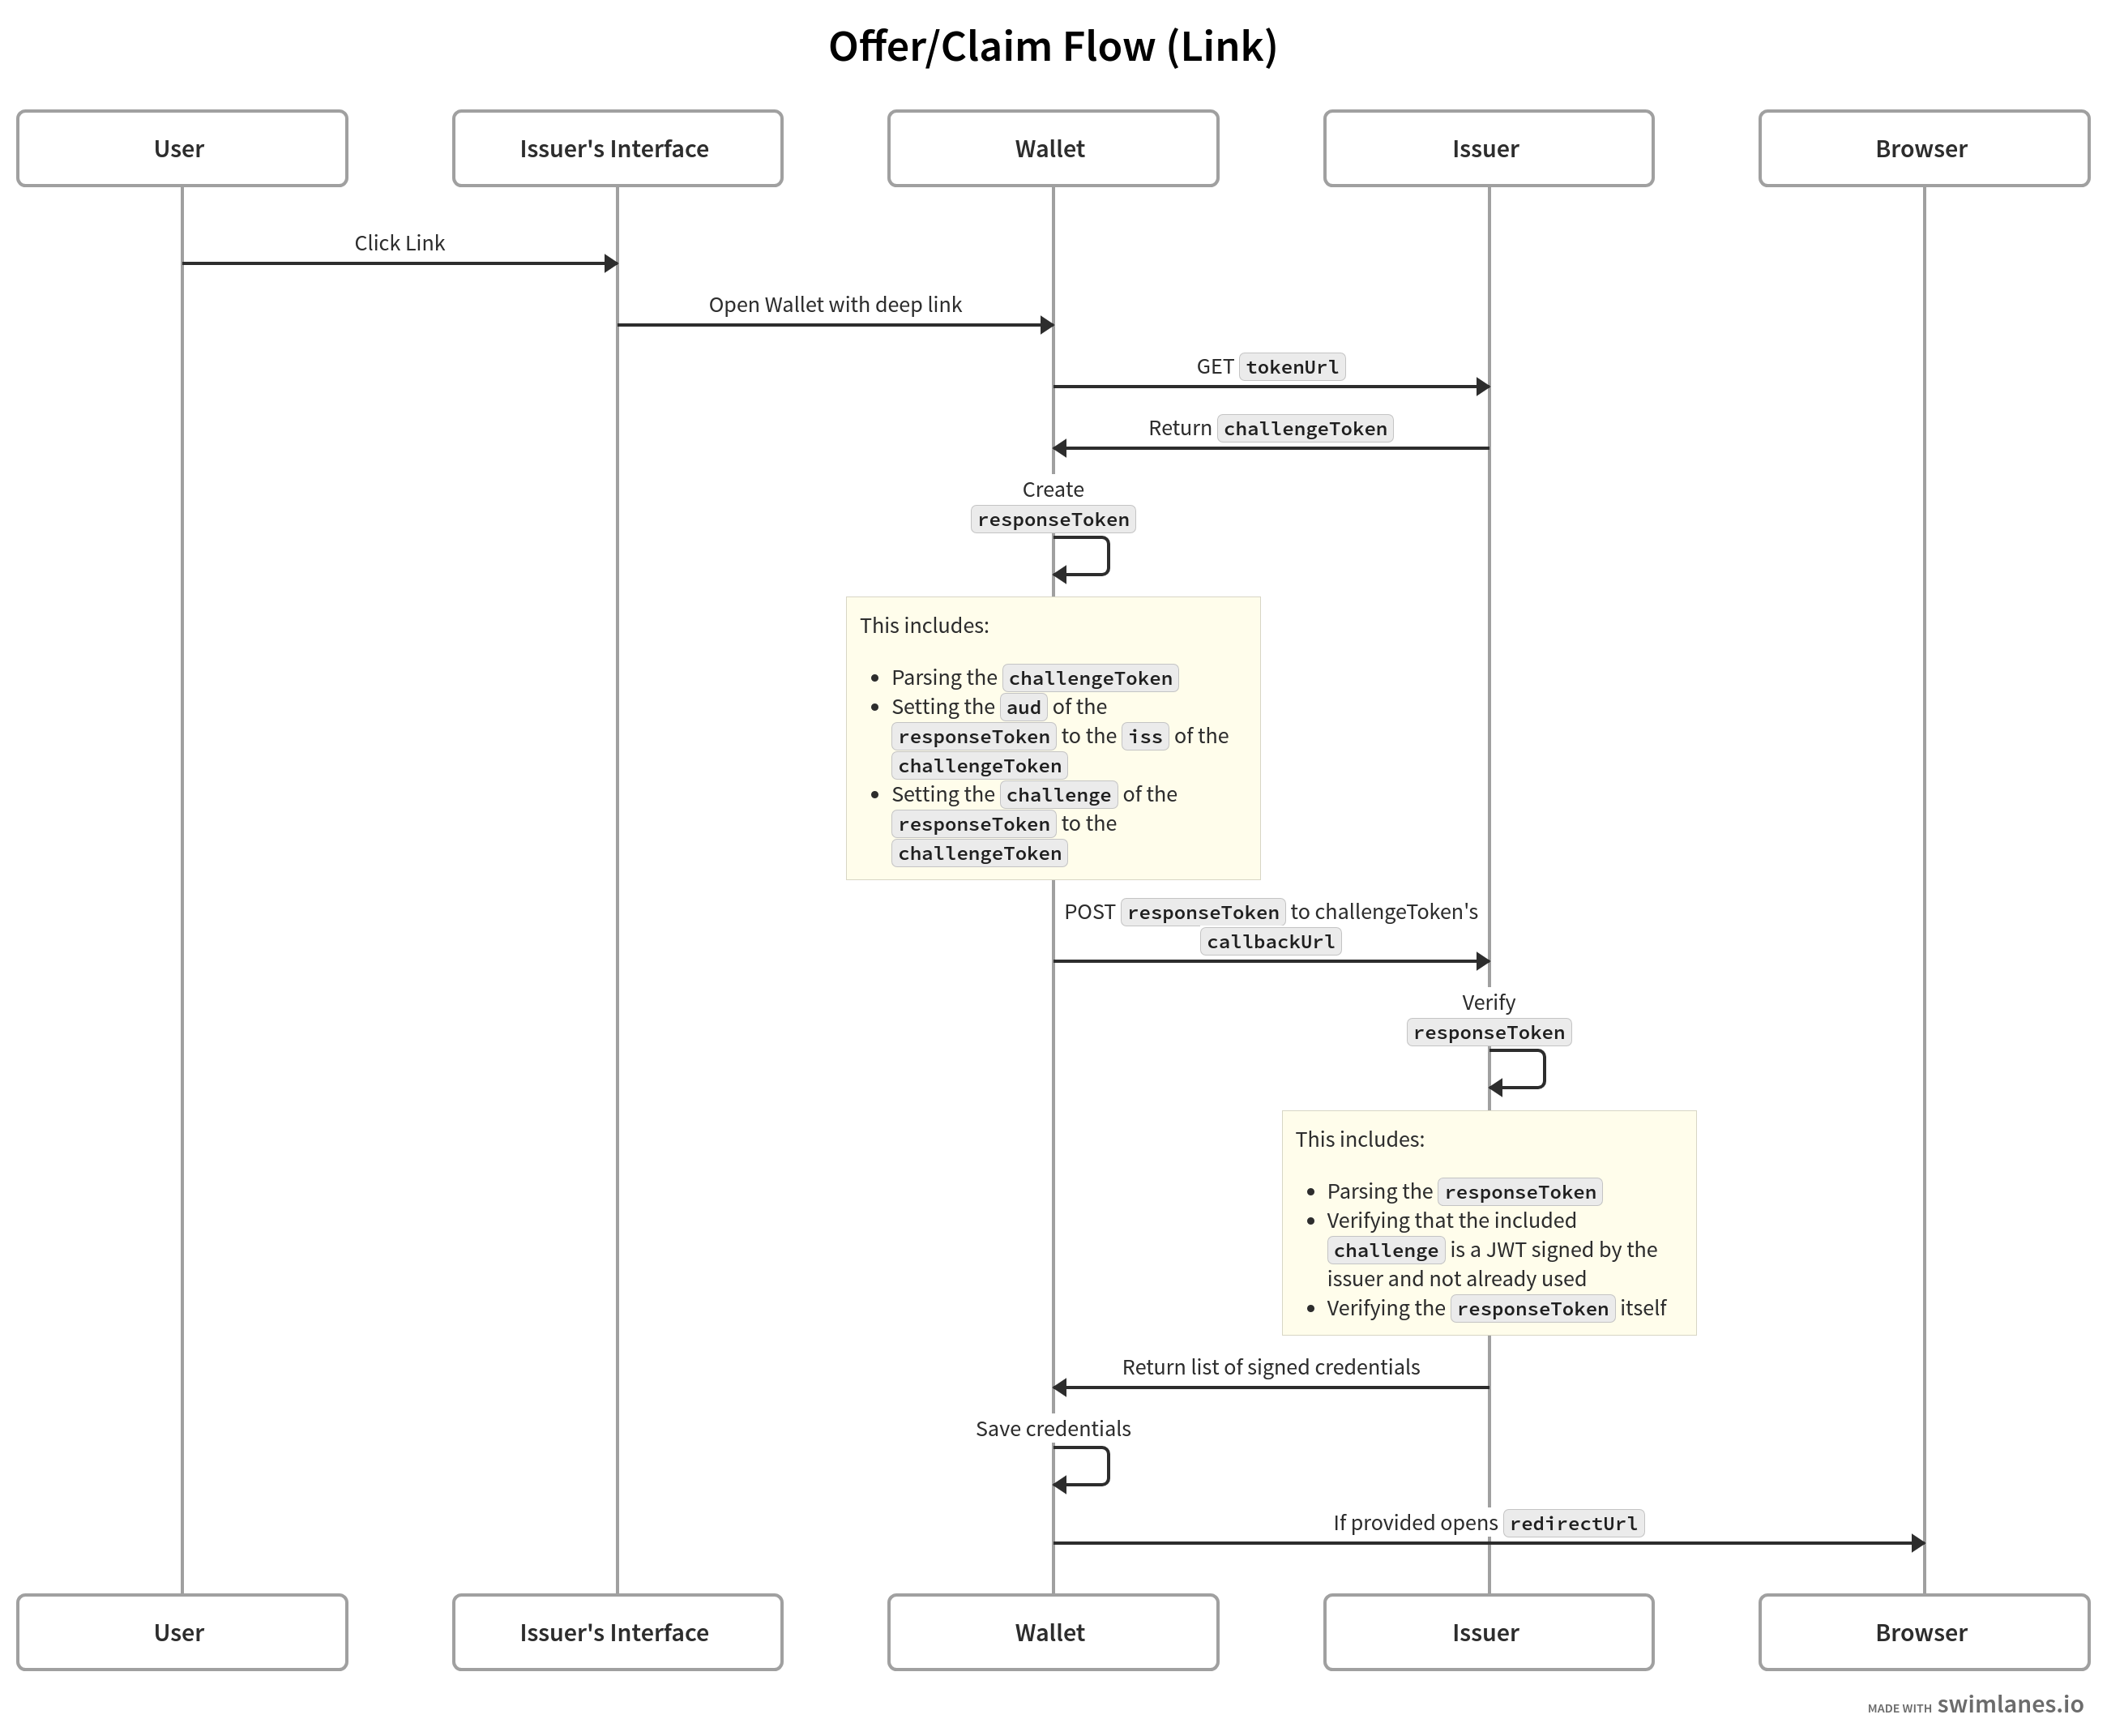 Offer/Claim Flow (Link)
User
Issuer's Interface
Wallet
Issuer
Browser
Click Link
Open Wallet with deep link
GET tokenUrl
Return challengeToken
Create
responseToken
This includes:
• Parsing the challengeToken
• Setting the aud of the
responseToken to the iss of the
challengeToken
• Setting the challenge of the
responseToken to the
challengeToken
POST responseToken to challengeToken's
callbackUrl
Verify
responseToken
This includes:
• Parsing the responseToken
• Verifying that the included
challenge is a JWT signed by the
issuer and not already used
• Verifying the responseToken itself
Return list of signed credentials
Save credentials
If provided opens redirectUrl
User
Issuer's Interface
Wallet
Issuer
Browser
MADE WITH swimlanes.io